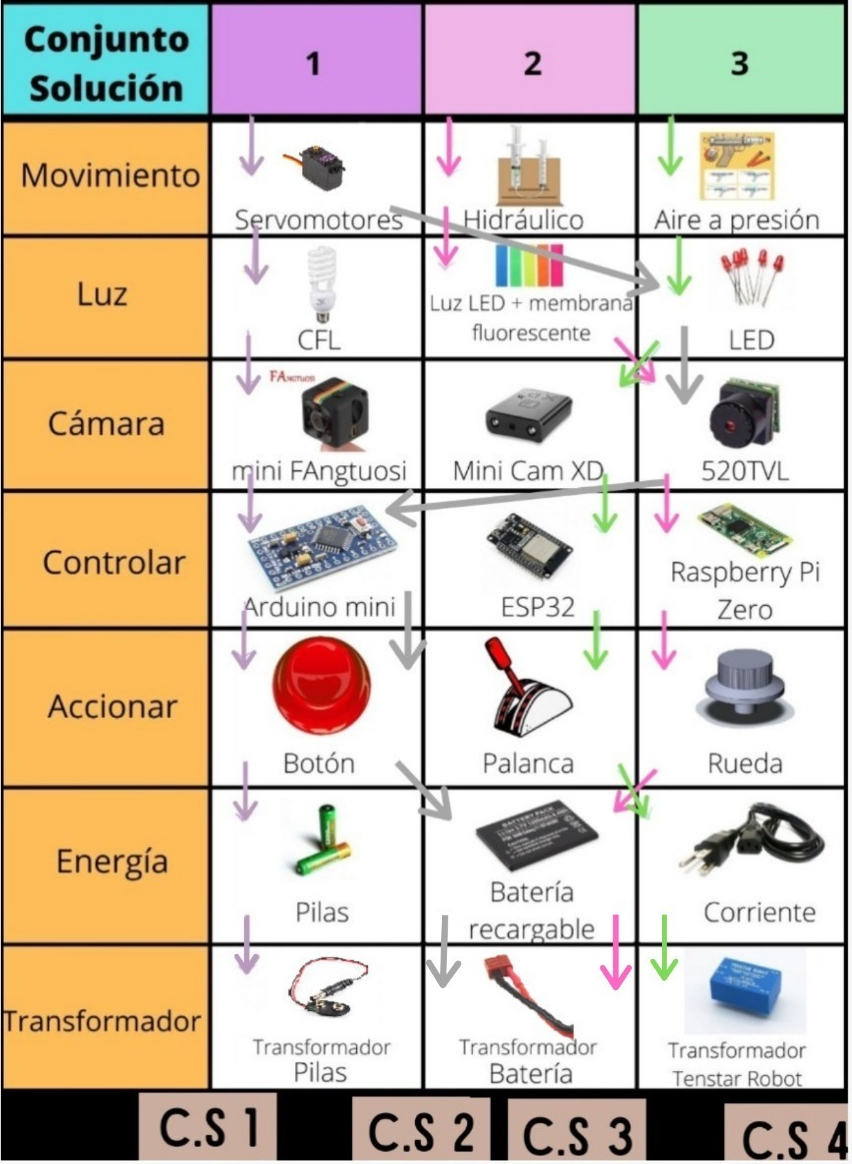 Conjunto
Solución
1
2
3
Movimiento
Servomotores
Hidráulico
Aire a presión
Luz
CFL
Luz LED + membrana
fluorescente
LED
Cámara
FAngtuosi
mini FAngtuosi
Mini Cam XD
520TVL
Controlar
Arduino mini
ESP32
Raspberry Pi
Zero
Accionar
Botón
Palanca
Rueda
Energía
Pilas
BATTERY PACK
Batería
recargable
Corriente
Transformador
Transformador
Pilas
Transformador
Batería
Transformador
Tenstar Robot
C.S 1
C.S 2
C.S 3
C.S 4